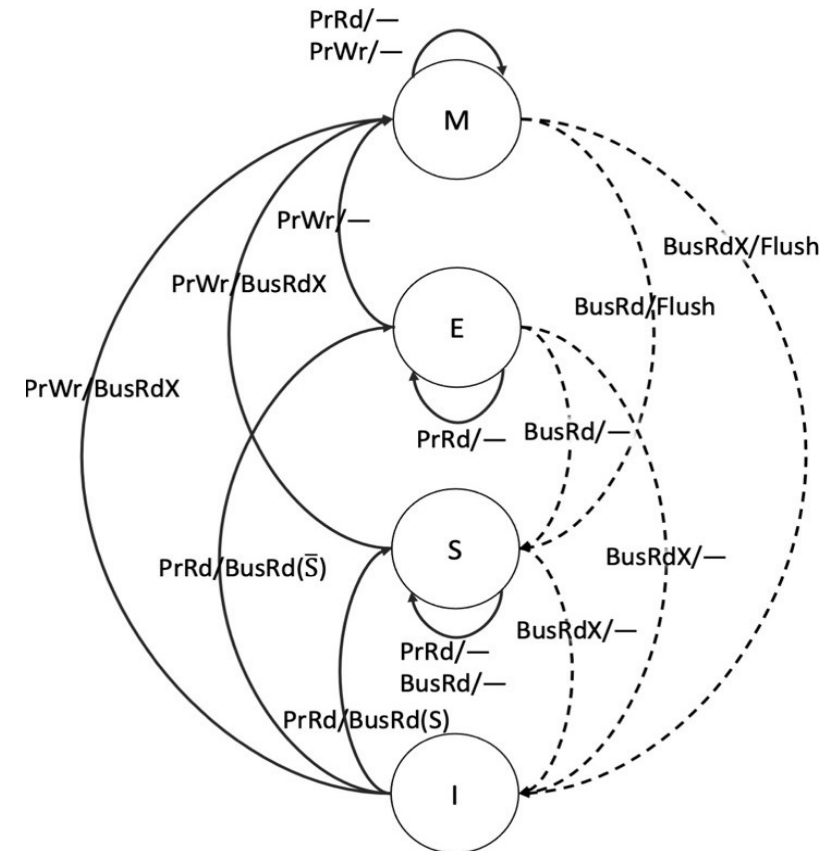 PrRd/—
PrWr/—
M
PrWr/—
BusRdX/Flush
PrWr/BusRdX
BusRd/Flush
E
PrWr/BusRdX
PrRd/—
BusRd/—
S
PrRd/BusRd(S̅)
BusRdX/—
BusRdX/—
PrRd/—
BusRd/—
PrRd/BusRd(S)
I